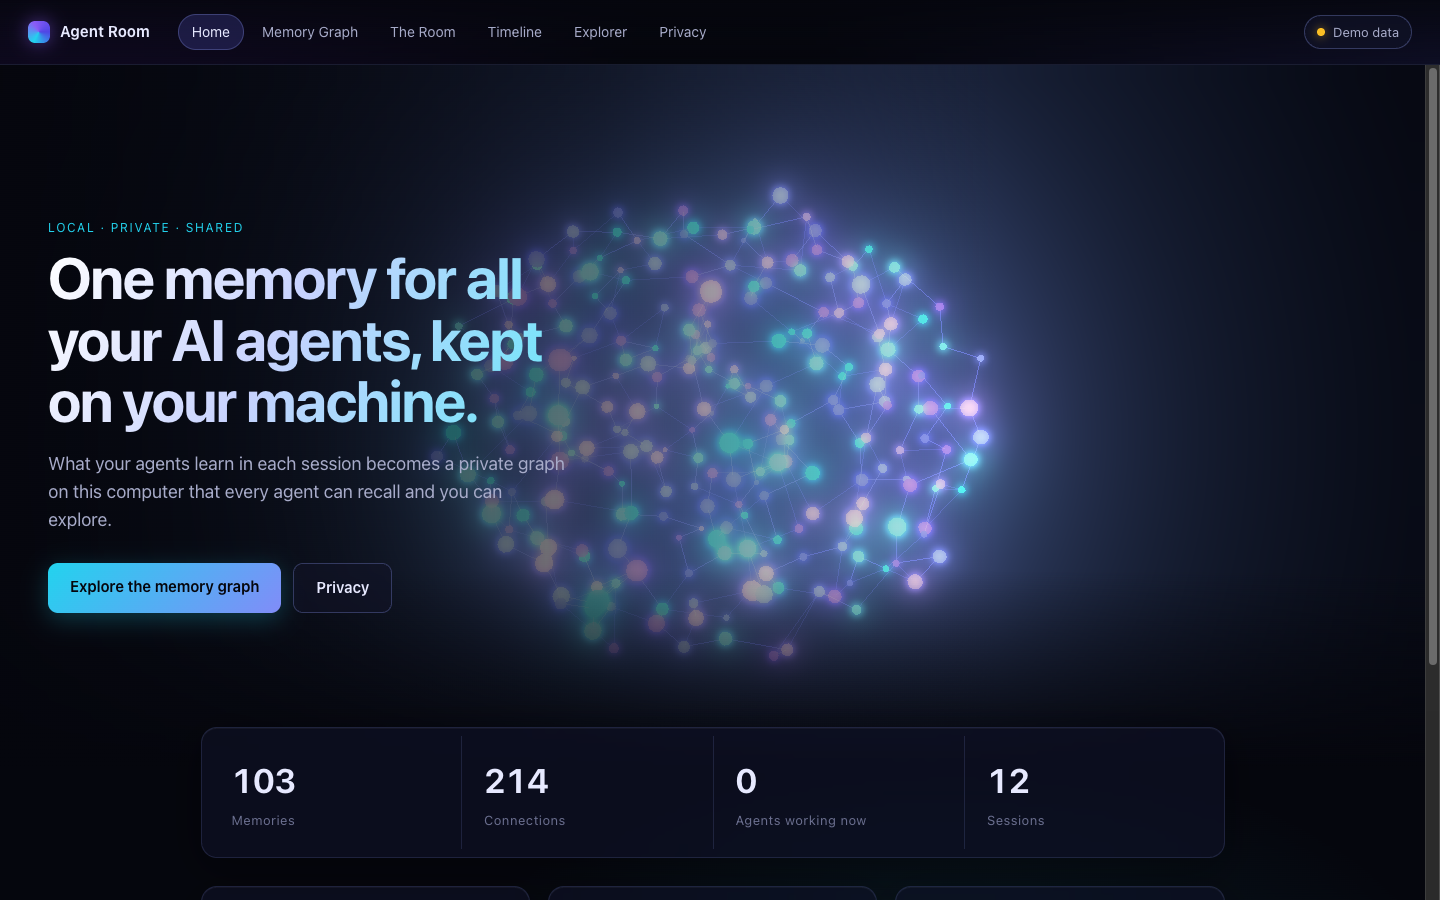 Agent Room
Home
Memory Graph
The Room
Timeline
Explorer
Privacy
Demo data
LOCAL · PRIVATE · SHARED
One memory for all
your AI agents, kept
on your machine.
What your agents learn in each session becomes a private graph
on this computer that every agent can recall and you can
explore.
Explore the memory graph
Privacy
103
Memories
214
Connections
0
Agents working now
12
Sessions